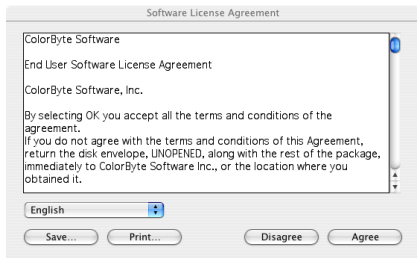 Software License Agreement
ColorByte Software
End User Software License Agreement
ColorByte Software, Inc.
By selecting OK you accept all the terms and conditions of the
agreement.
If you do not agree with the terms and conditions of this Agreement,
return the disk envelope, UNOPENED, along with the rest of the package,
immediately to ColorByte Software Inc., or the location where you
obtained it.
English
Save... Print... Disagree Agree